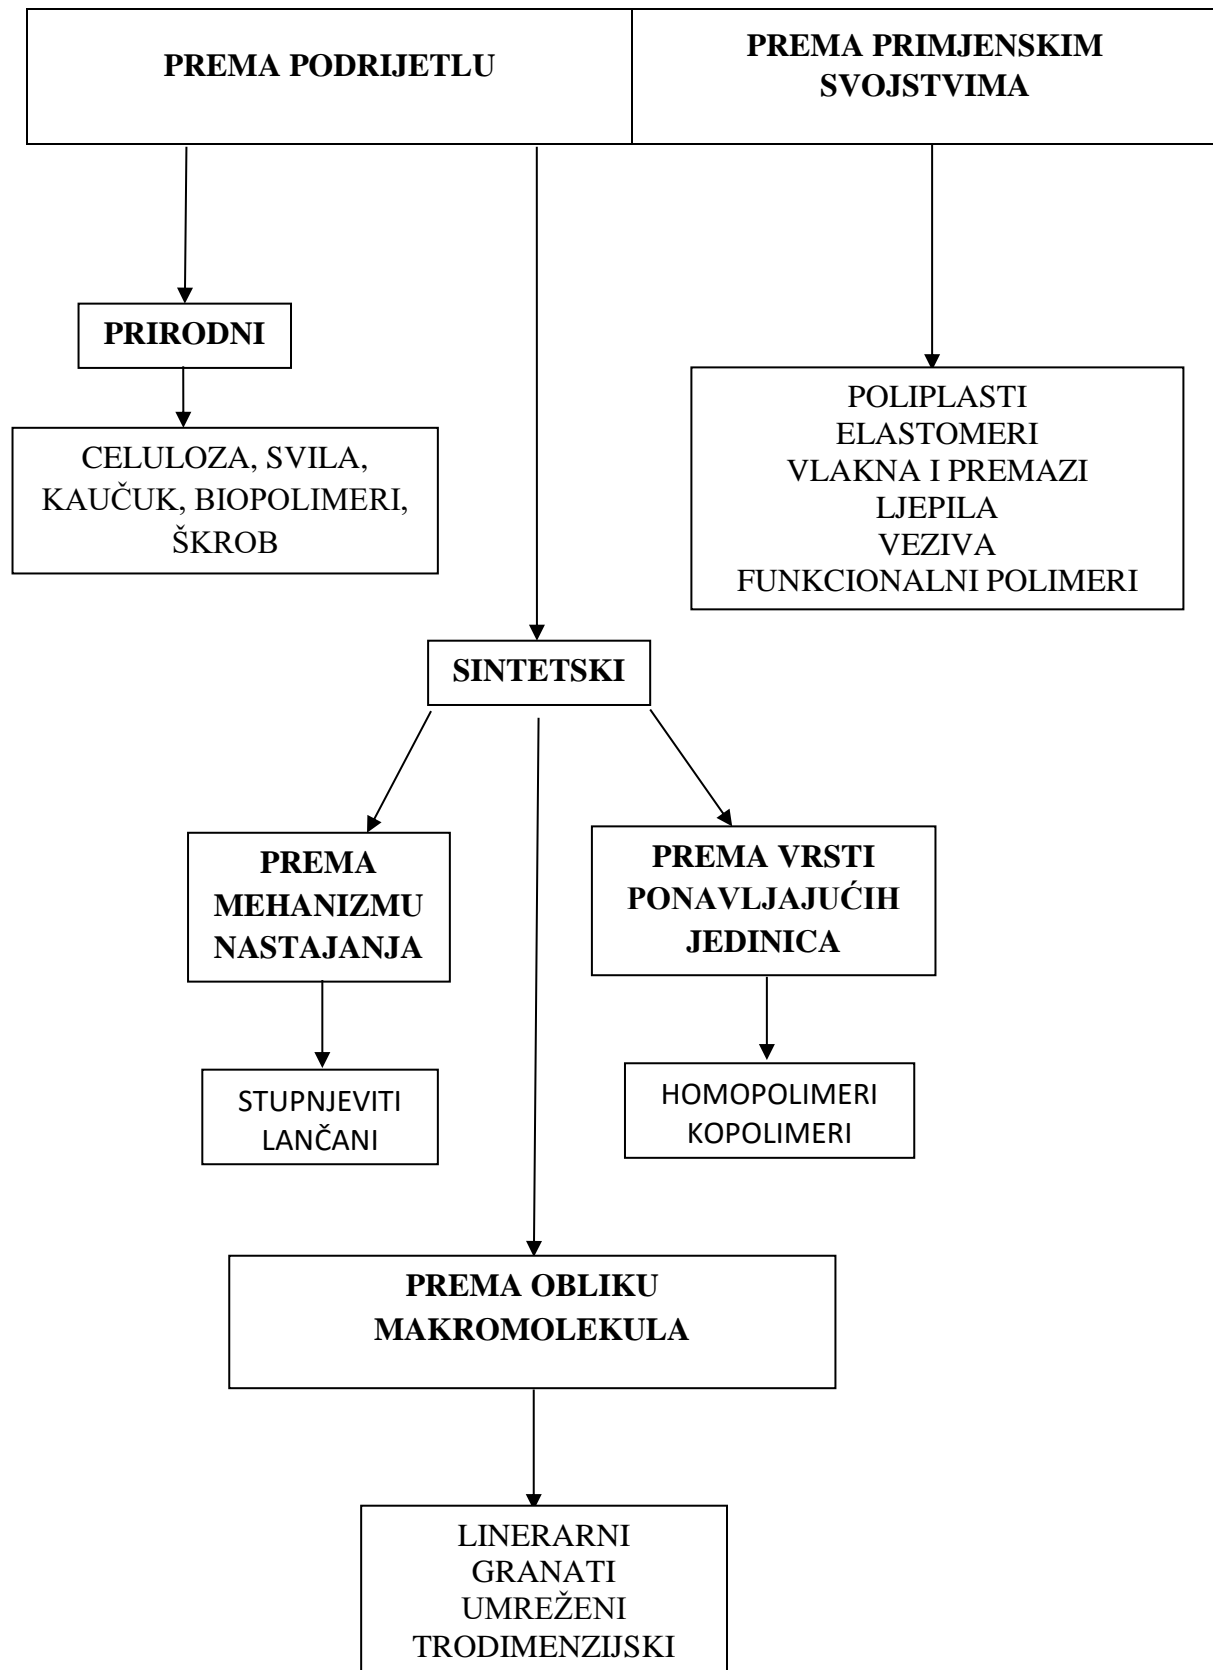 PREMA PODRIJETLU
PREMA PRIMJENSKIM
SVOJSTVIMA
PRIRODNI
CELULOZA, SVILA,
KAUČUK, BIOPOLIMERI,
ŠKROB
POLIPLASTI
ELASTOMERI
VLAKNA I PREMAZI
LJEPILA
VEZIVA
FUNKCIONALNI POLIMERI
SINTETSKI
PREMA
MEHANIZMU
NASTAJANJA
PREMA VRSTI
PONAVLJAJUĆIH
JEDINICA
STUPNJEVITI
LANČANI
HOMOPOLIMERI
KOPOLIMERI
PREMA OBLIKU
MAKROMOLEKULA
LINERARNI
GRANATI
UMREŽENI
TRODIMENZIJSKI